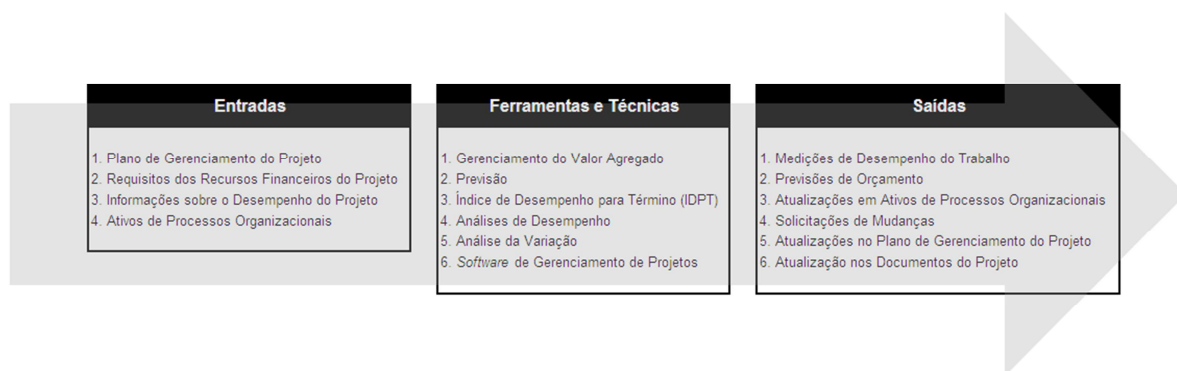 Entradas
1. Plano de Gerenciamento do Projeto
2. Requisitos dos Recursos Financeiros do Projeto
3. Informações sobre o Desempenho do Projeto
4. Ativos de Processos Organizacionais
Ferramentas e Técnicas
1. Gerenciamento do Valor Agregado
2. Previsão
3. Índice de Desempenho para Término (IDPT)
4. Análises de Desempenho
5. Análise da Variação
6. Software de Gerenciamento de Projetos
Saídas
1. Medições de Desempenho do Trabalho
2. Previsões de Orçamento
3. Atualizações em Ativos de Processos Organizacionais
4. Solicitações de Mudanças
5. Atualizações no Plano de Gerenciamento do Projeto
6. Atualização nos Documentos do Projeto